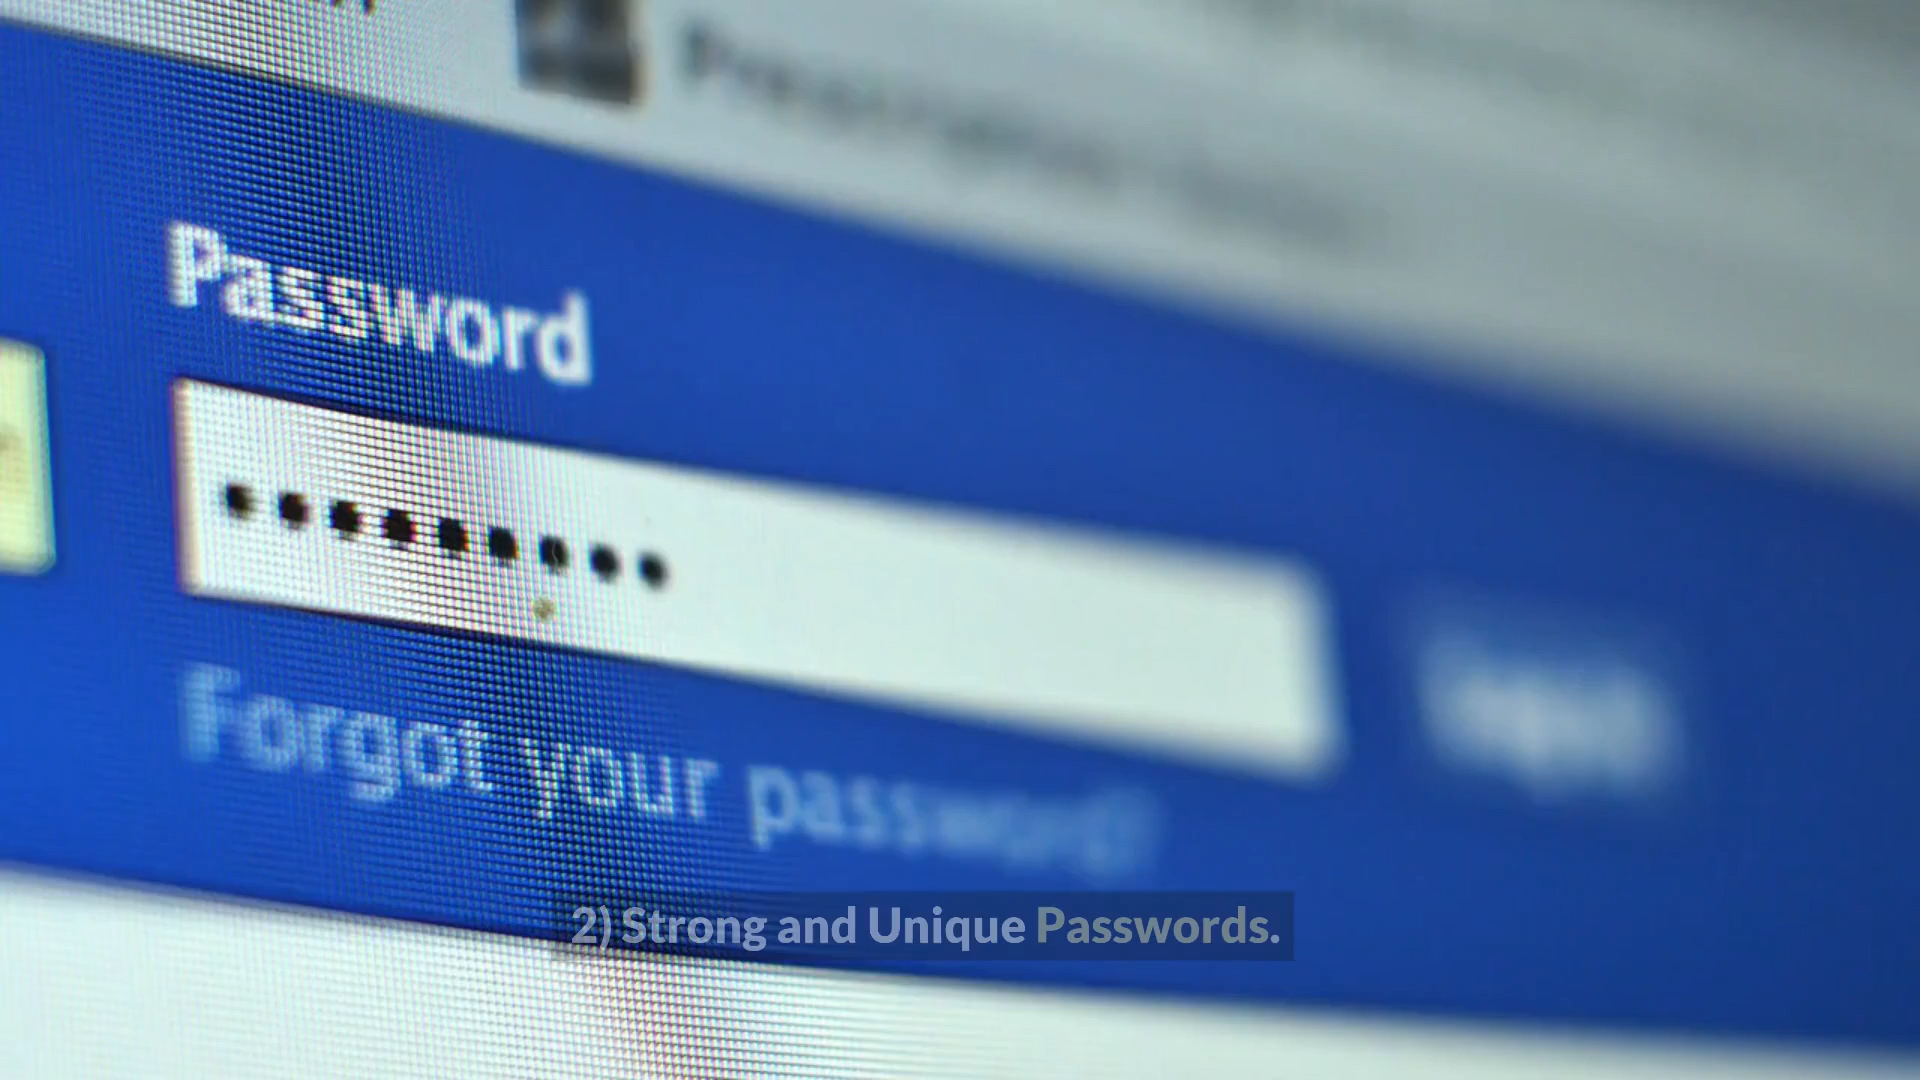 Password
•••••••••
Forgot your password?
2) Strong and Unique Passwords.